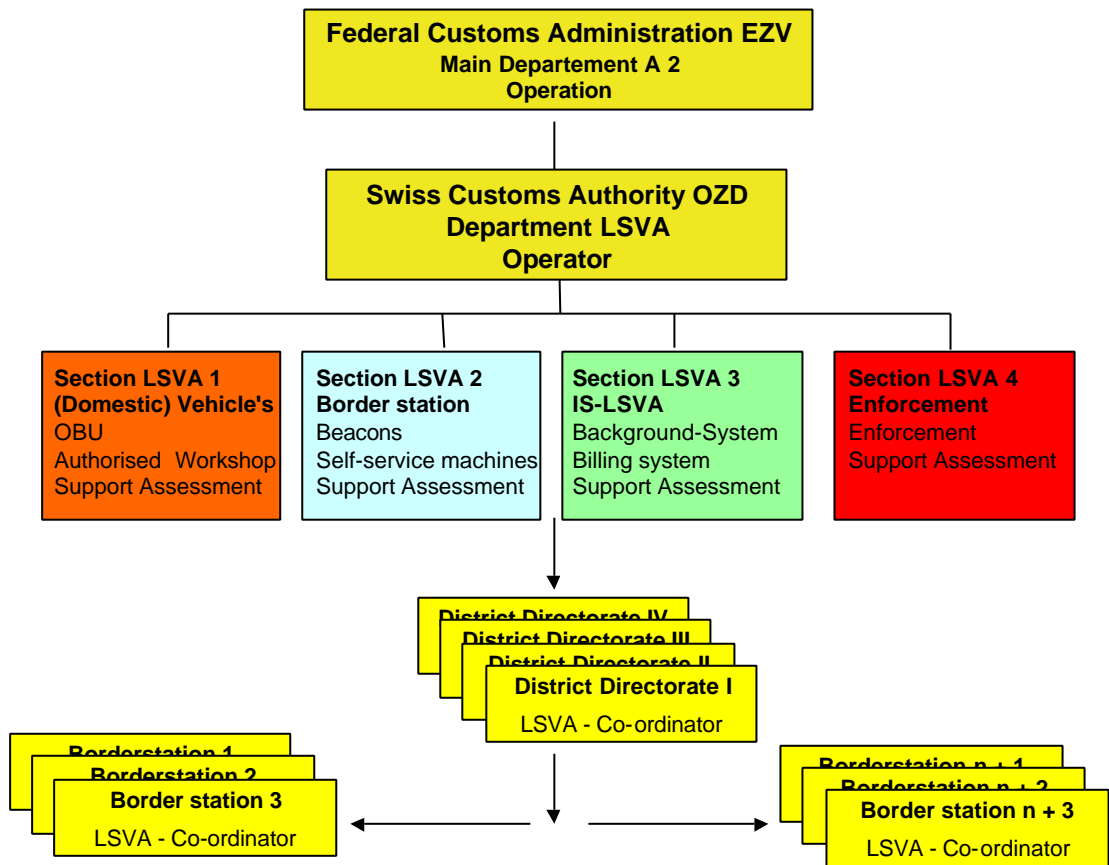 Federal Customs Administration EZV
Main Departement A 2
Operation
Swiss Customs Authority OZD
Department LSVA
Operator
Section LSVA 1
(Domestic) Vehicle's
OBU
Authorised Workshop
Support Assessment
Section LSVA 2
Border station
Beacons
Self-service machines
Support Assessment
Section LSVA 3
IS-LSVA
Background-System
Billing system
Support Assessment
Section LSVA 4
Enforcement
Enforcement
Support Assessment
District Directorate IV
District Directorate III
District Directorate II
District Directorate I
LSVA - Co-ordinator
Borderstation 1
Borderstation 2
Border station 3
LSVA - Co-ordinator
Borderstation n + 1
Borderstation n + 2
Border station n + 3
LSVA - Co-ordinator